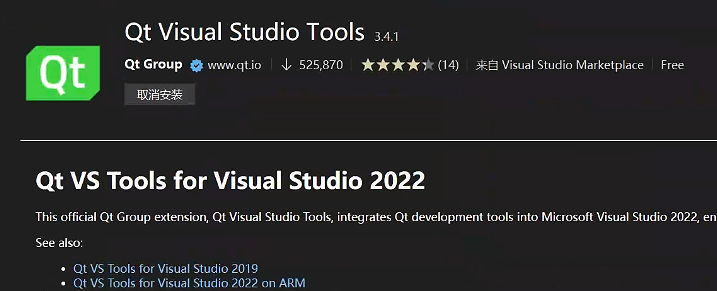 Qt Visual Studio Tools 3.4.1
Qt
Qt Group www.qt.io 525,870 (14) 来自 Visual Studio Marketplace Free
取消安装
Qt VS Tools for Visual Studio 2022
This official Qt Group extension, Qt Visual Studio Tools, integrates Qt development tools into Microsoft Visual Studio 2022, en
See also:
Qt VS Tools for Visual Studio 2019
Qt VS Tools for Visual Studio 2022 on ARM